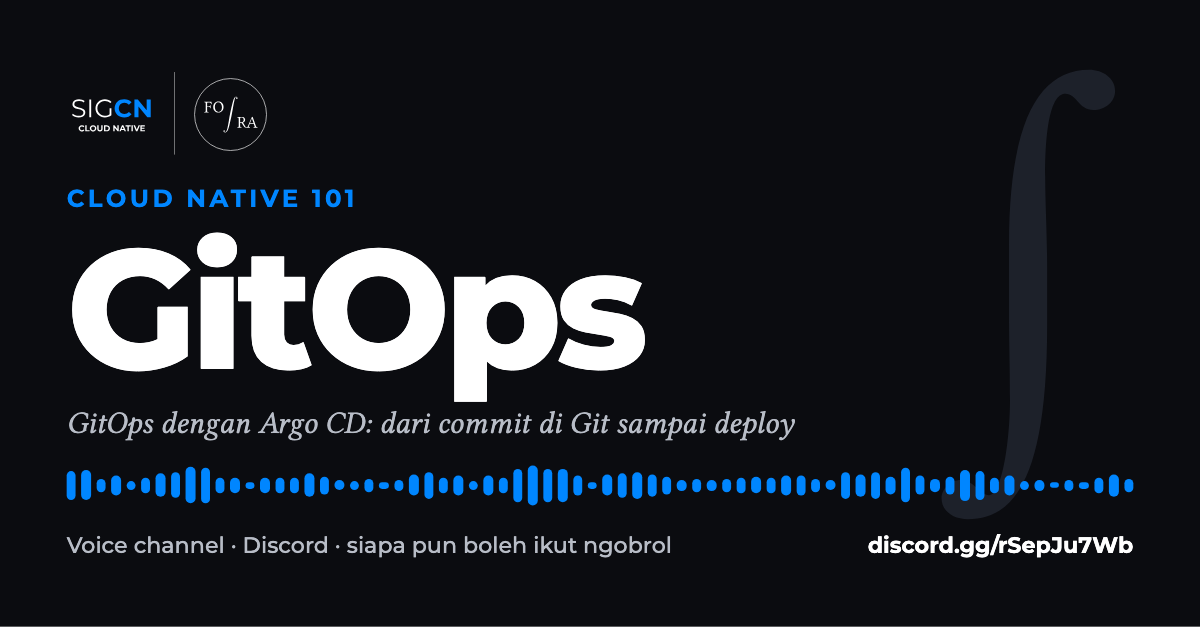 SIGCN
CLOUD NATIVE
FO∫RA
CLOUD NATIVE 101
GitOps
GitOps dengan Argo CD: dari commit di Git sampai deploy
Voice channel · Discord · siapa pun boleh ikut ngobrol
discord.gg/rSepJu7Wb
∫